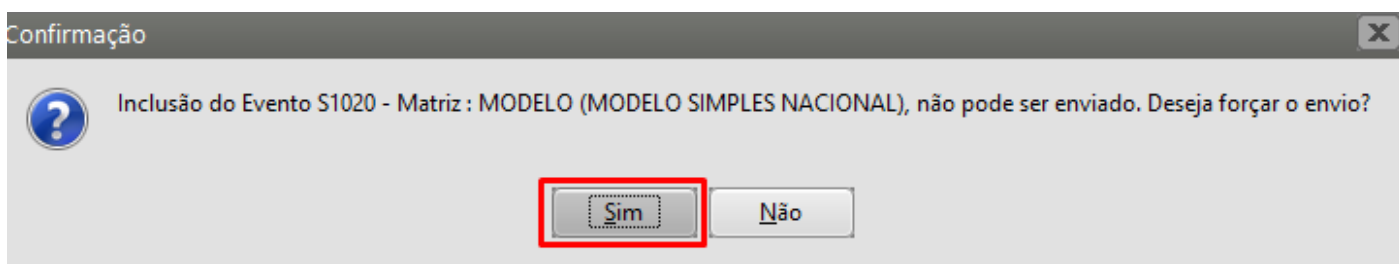 Confirmação
Inclusão do Evento S1020 - Matriz : MODELO (MODELO SIMPLES NACIONAL), não pode ser enviado. Deseja forçar o envio?
Sim
Não